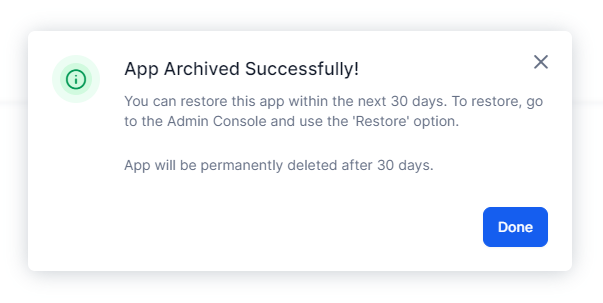 App Archived Successfully!
You can restore this app within the next 30 days. To restore, go
to the Admin Console and use the 'Restore' option.
App will be permanently deleted after 30 days.
Done